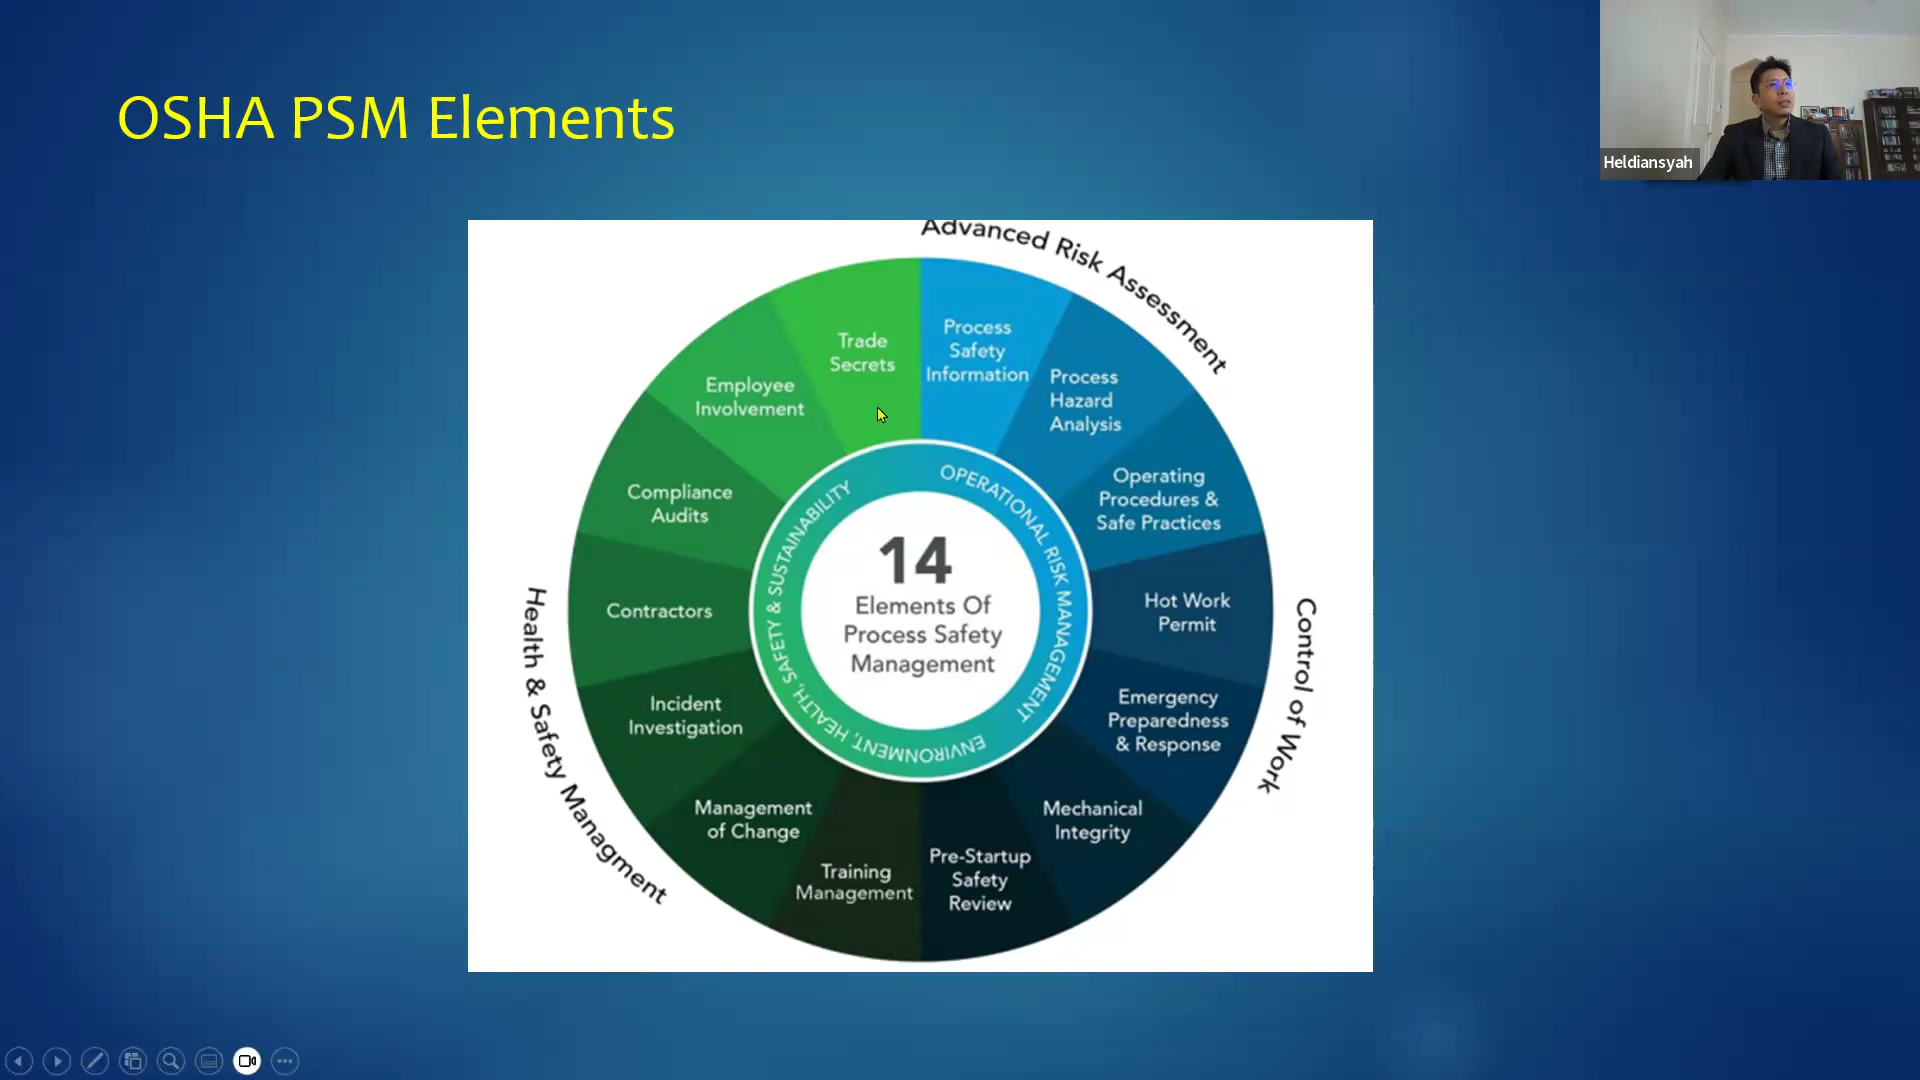 OSHA PSM Elements
Heldiansyah
Advanced Risk Assessment
Trade
Secrets
Process
Safety
Information
Process
Hazard
Analysis
Operating
Procedures &
Safe Practices
Hot Work
Permit
Emergency
Preparedness
& Response
Mechanical
Integrity
Pre-Startup
Safety
Review
Training
Management
Management
of Change
Incident
Investigation
Contractors
Compliance
Audits
Employee
Involvement
OPERATIONAL RISK MANAGEMENT
ENVIRONMENT, HEALTH, SAFETY & SUSTAINABILITY
14
Elements Of
Process Safety
Management
Control of Work
Health & Safety Managment